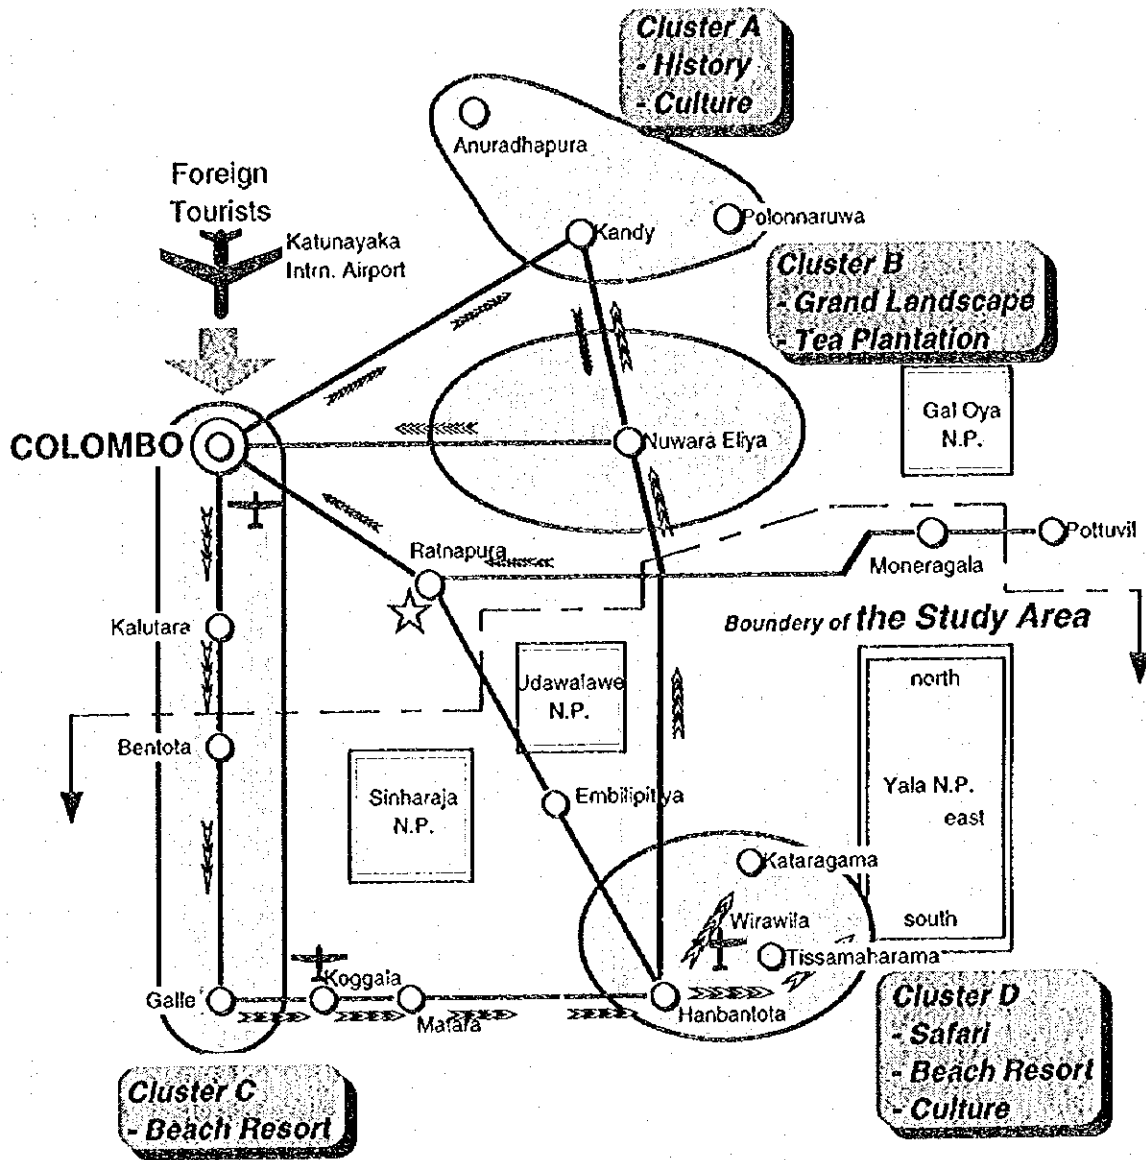 Cluster A
- History
- Culture
Anuradhapura
Foreign
Tourists
Katunayaka
Intrn. Airport
Kandy
Polonnaruwa
Cluster B
- Grand Landscape
- Tea Plantation
Gal Oya
N.P.
COLOMBO
Nuwara Eliya
Ratnapura
Moneragala
Pottuvil
Kalutara
Boundery of the Study Area
Udawalawe
N.P.
north
Bentota
Sinharaja
N.P.
Embilipitiya
Yala N.P.
east
Kataragama
Wirawila
south
Tissamaharama
Koggala
Galle
Matara
Hanbantota
Cluster D
- Safari
- Beach Resort
- Culture
Cluster C
- Beach Resort